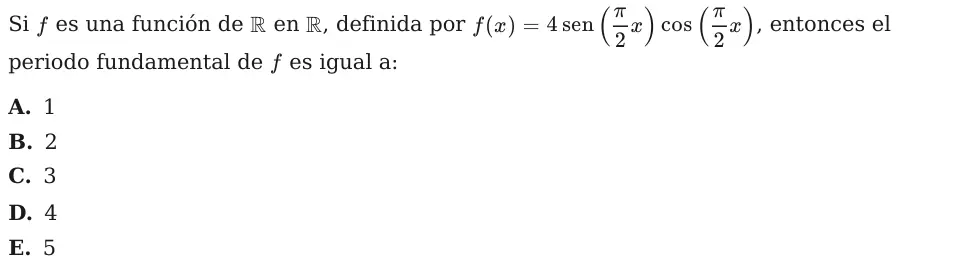 Si f es una función de ℝ en ℝ, definida por f(x) = 4 sen(π/2 x) cos(π/2 x), entonces el
periodo fundamental de f es igual a:
A. 1
B. 2
C. 3
D. 4
E. 5